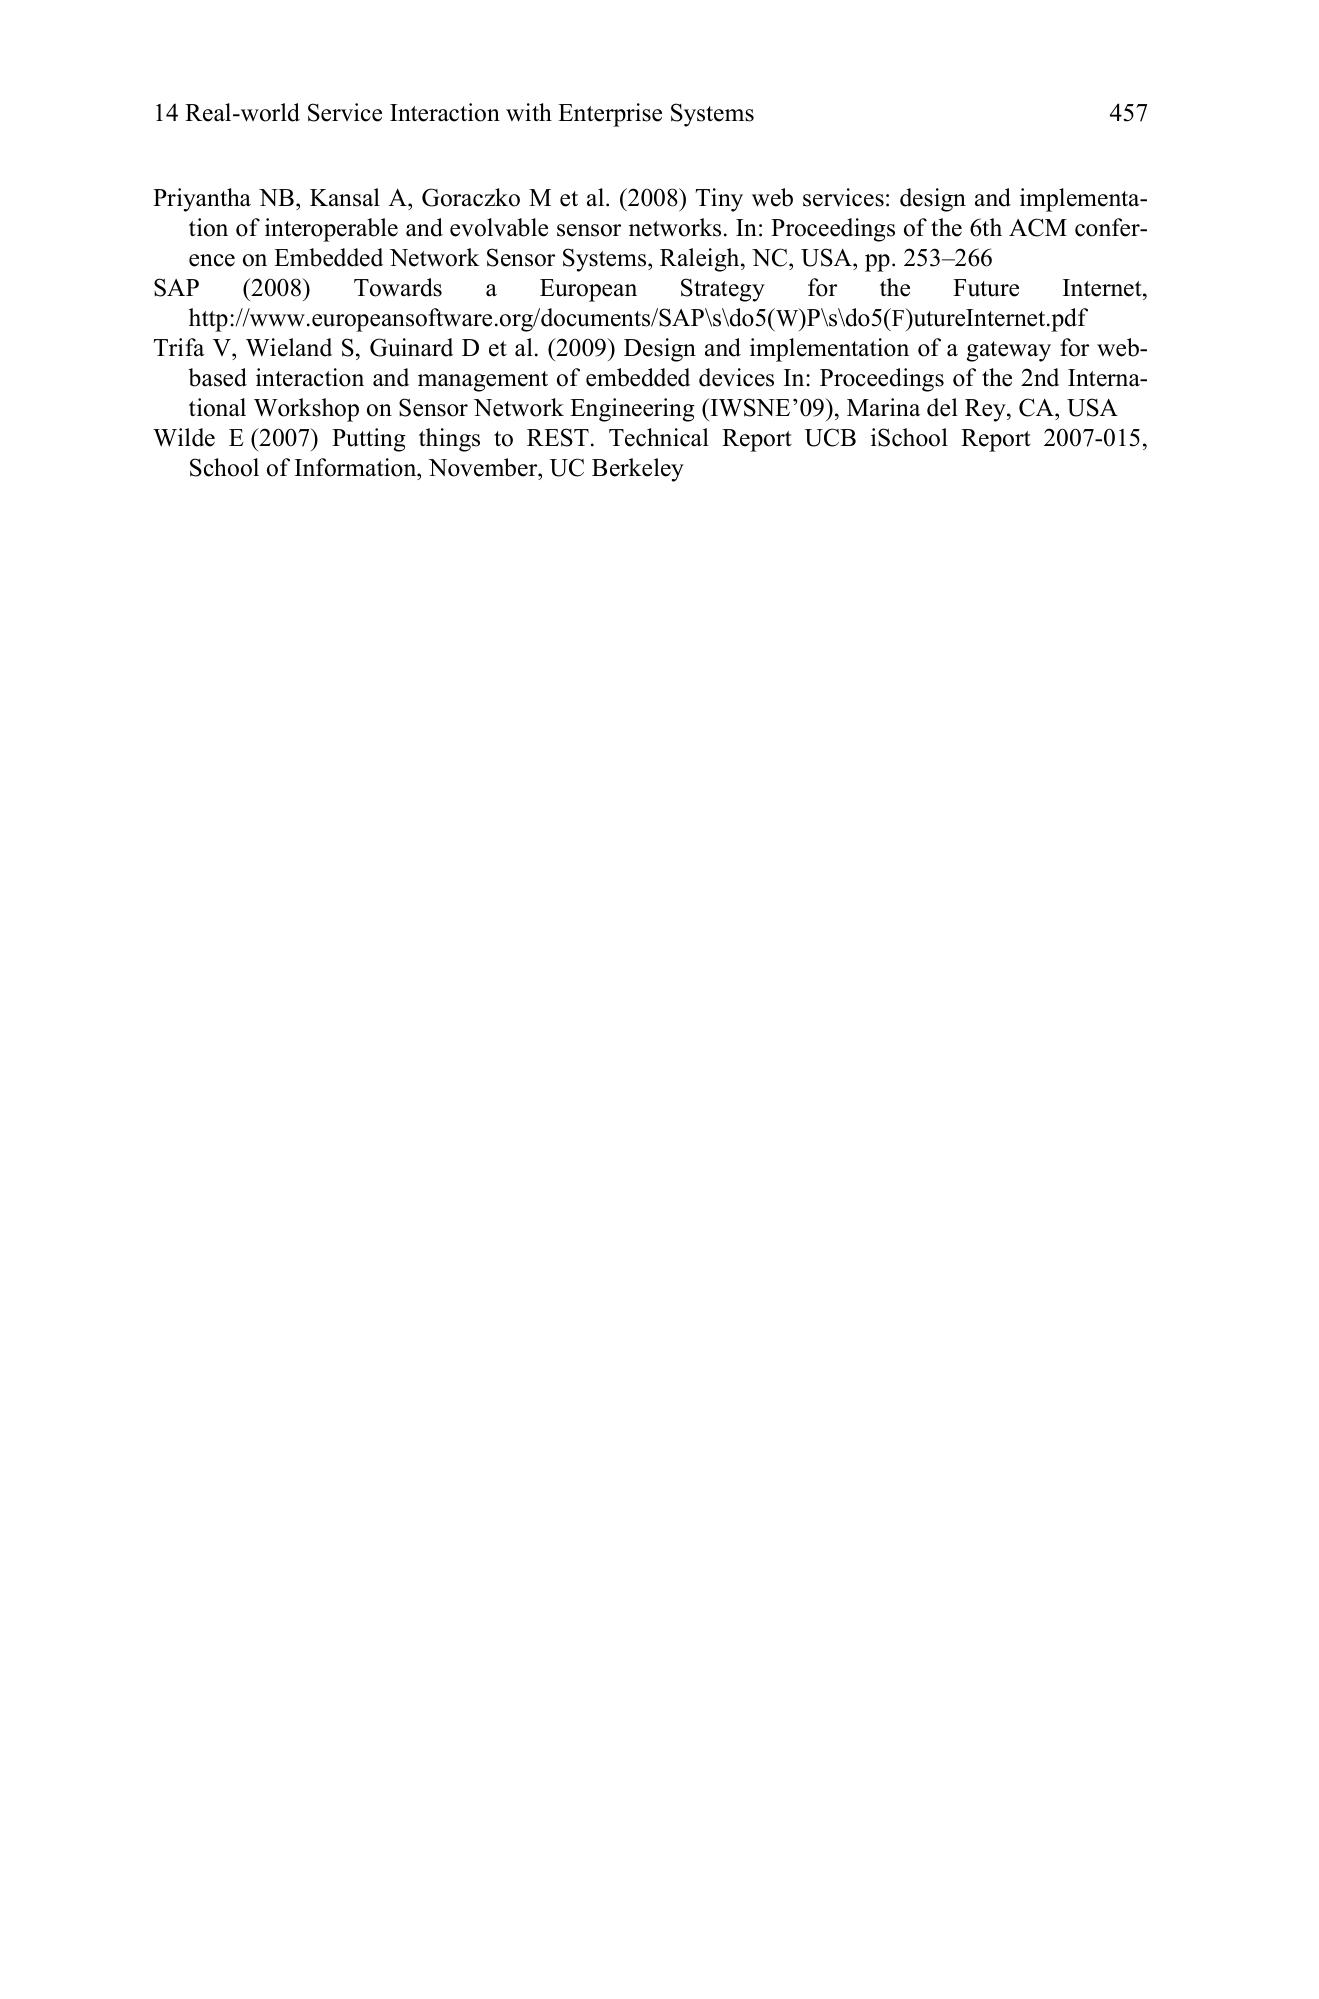 14 Real-world Service Interaction with Enterprise Systems 457
Priyantha NB, Kansal A, Goraczko M et al. (2008) Tiny web services: design and implementa-
tion of interoperable and evolvable sensor networks. In: Proceedings of the 6th ACM confer-
ence on Embedded Network Sensor Systems, Raleigh, NC, USA, pp. 253–266
SAP (2008) Towards a European Strategy for the Future Internet,
http://www.europeansoftware.org/documents/SAP\s\do5(W)P\s\do5(F)utureInternet.pdf
Trifa V, Wieland S, Guinard D et al. (2009) Design and implementation of a gateway for web-
based interaction and management of embedded devices In: Proceedings of the 2nd Interna-
tional Workshop on Sensor Network Engineering (IWSNE’09), Marina del Rey, CA, USA
Wilde E (2007) Putting things to REST. Technical Report UCB iSchool Report 2007-015,
School of Information, November, UC Berkeley